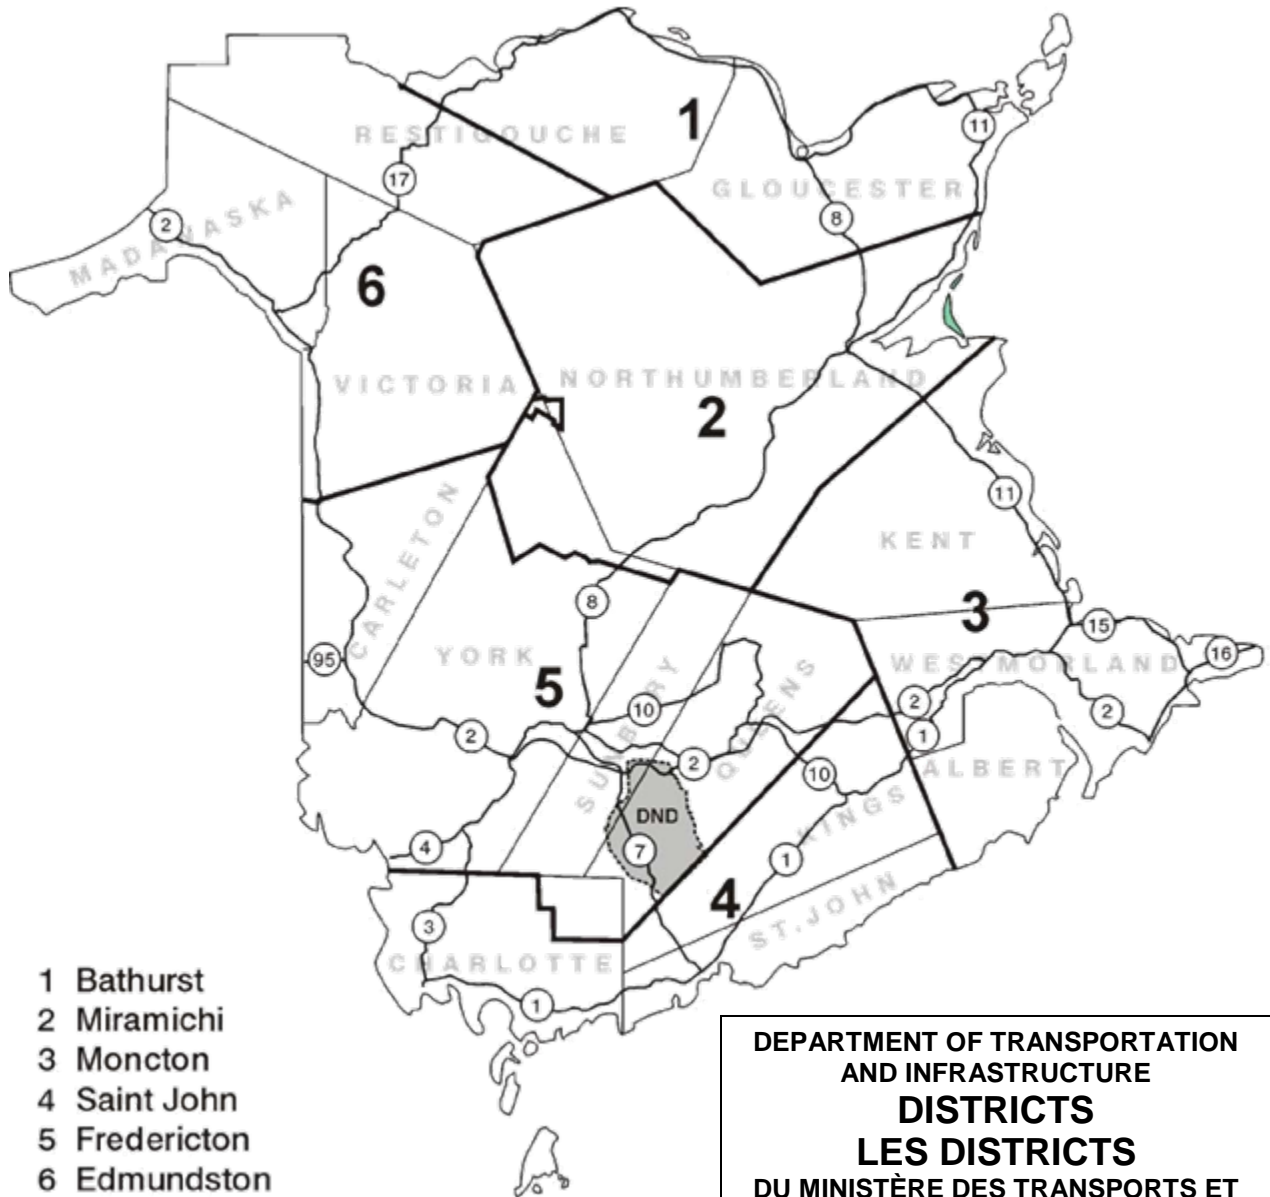 1
RESTIGOUCHE
11
17
GLOUCESTER
MADAWASKA
2
8
6
VICTORIA
NORTHUMBERLAND
2
CARLETON
11
KENT
8
3
15
95
YORK
WESTMORLAND
16
5
SUNBURY
QUEENS
10
2
2
2
1
2
ALBERT
10
DND
KINGS
4
7
1
4
ST. JOHN
3
CHARLOTTE
1
1 Bathurst
2 Miramichi
3 Moncton
4 Saint John
5 Fredericton
6 Edmundston
DEPARTMENT OF TRANSPORTATION
AND INFRASTRUCTURE
DISTRICTS
LES DISTRICTS
DU MINISTÈRE DES TRANSPORTS ET